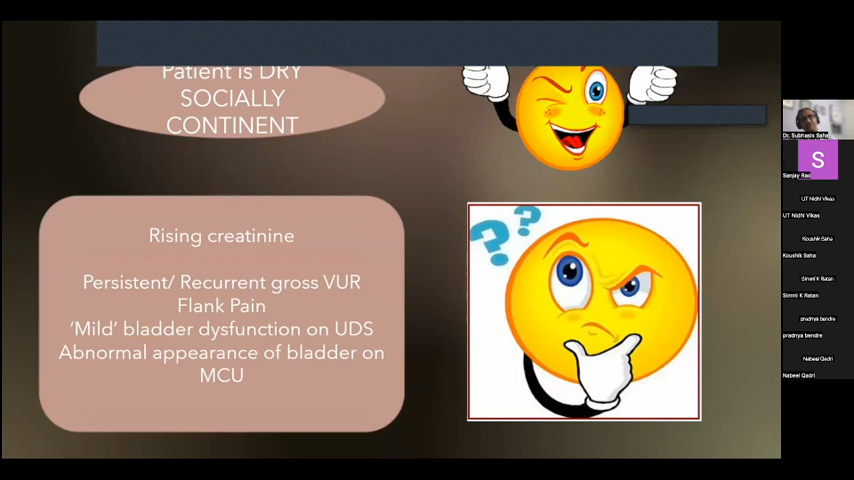 Patient is DRY
SOCIALLY
CONTINENT
Rising creatinine
Persistent/ Recurrent gross VUR
Flank Pain
'Mild' bladder dysfunction on UDS
Abnormal appearance of bladder on
MCU
??
Dr. Subhasis Saha
S
Sanjay Rao
UT Nidhi Vikas
UT Nidhi Vikas
Koushik Saha
Koushik Saha
Simmi K Ratan
Simmi K Ratan
pradnya bendre
pradnya bendre
Nabeel Qadri
Nabeel Qadri